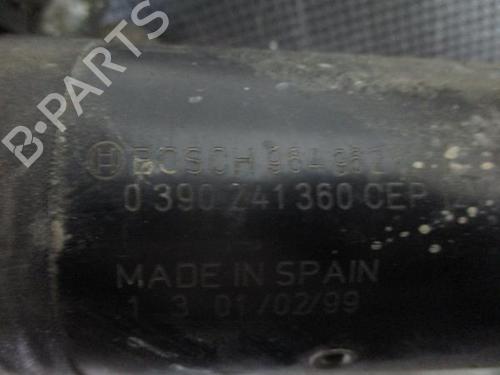 B-PARTS
BOSCH
0 390 241 360 CEP
MADE IN SPAIN
1 3 01/02/99